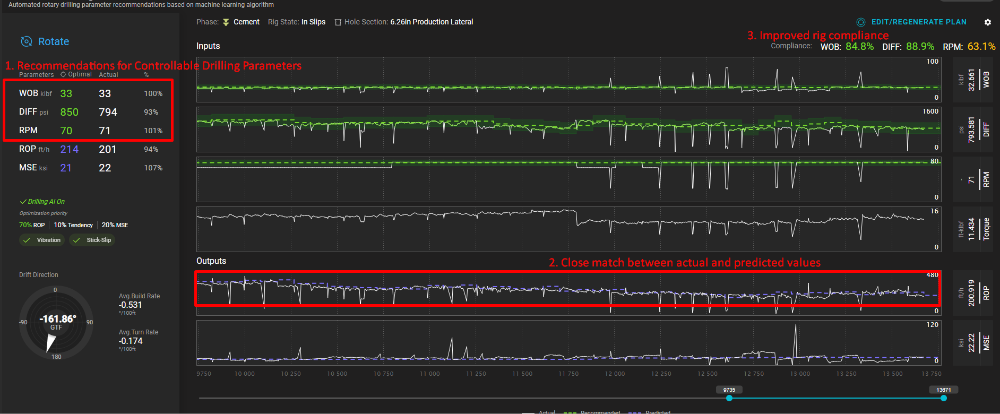 Automated rotary drilling parameter recommendations based on machine learning algorithm
Phase: Cement Rig State: In Slips Hole Section: 6.26in Production Lateral
EDIT/REGENERATE PLAN
Rotate
Inputs
3. Improved rig compliance
Compliance: WOB: 84.8% DIFF: 88.9% RPM: 63.1%
1. Recommendations for Controllable Drilling Parameters
Parameters Optimal Actual %
WOB klbf 33 33 100%
DIFF psi 850 794 93%
RPM 70 71 101%
ROP ft/h 214 201 94%
MSE ksi 21 22 107%
Drilling AI On
Optimization priority
70% ROP 10% Tendency 20% MSE
Vibration Stick-Slip
Drift Direction
0
-90 90
-161.86°
GTF
180
Avg.Build Rate
-0.531
°/100ft
Avg.Turn Rate
-0.174
°/100ft
100
0
klbf 32.661 WOB
1600
0
psi 793.581 DIFF
80
0
- 71 RPM
16
0
ft-klbf 11.434 Torque
Outputs
2. Close match between actual and predicted values
480
0
ft/h 200.919 ROP
120
0
ksi 22.22 MSE
9750 10 000 10 250 10 500 10 750 11 000 11 250 11 500 11 750 12 000 12 250 12 500 12 750 13 000 13 250 13 500 13 750
9735 13671
Actual Recommended Predicted